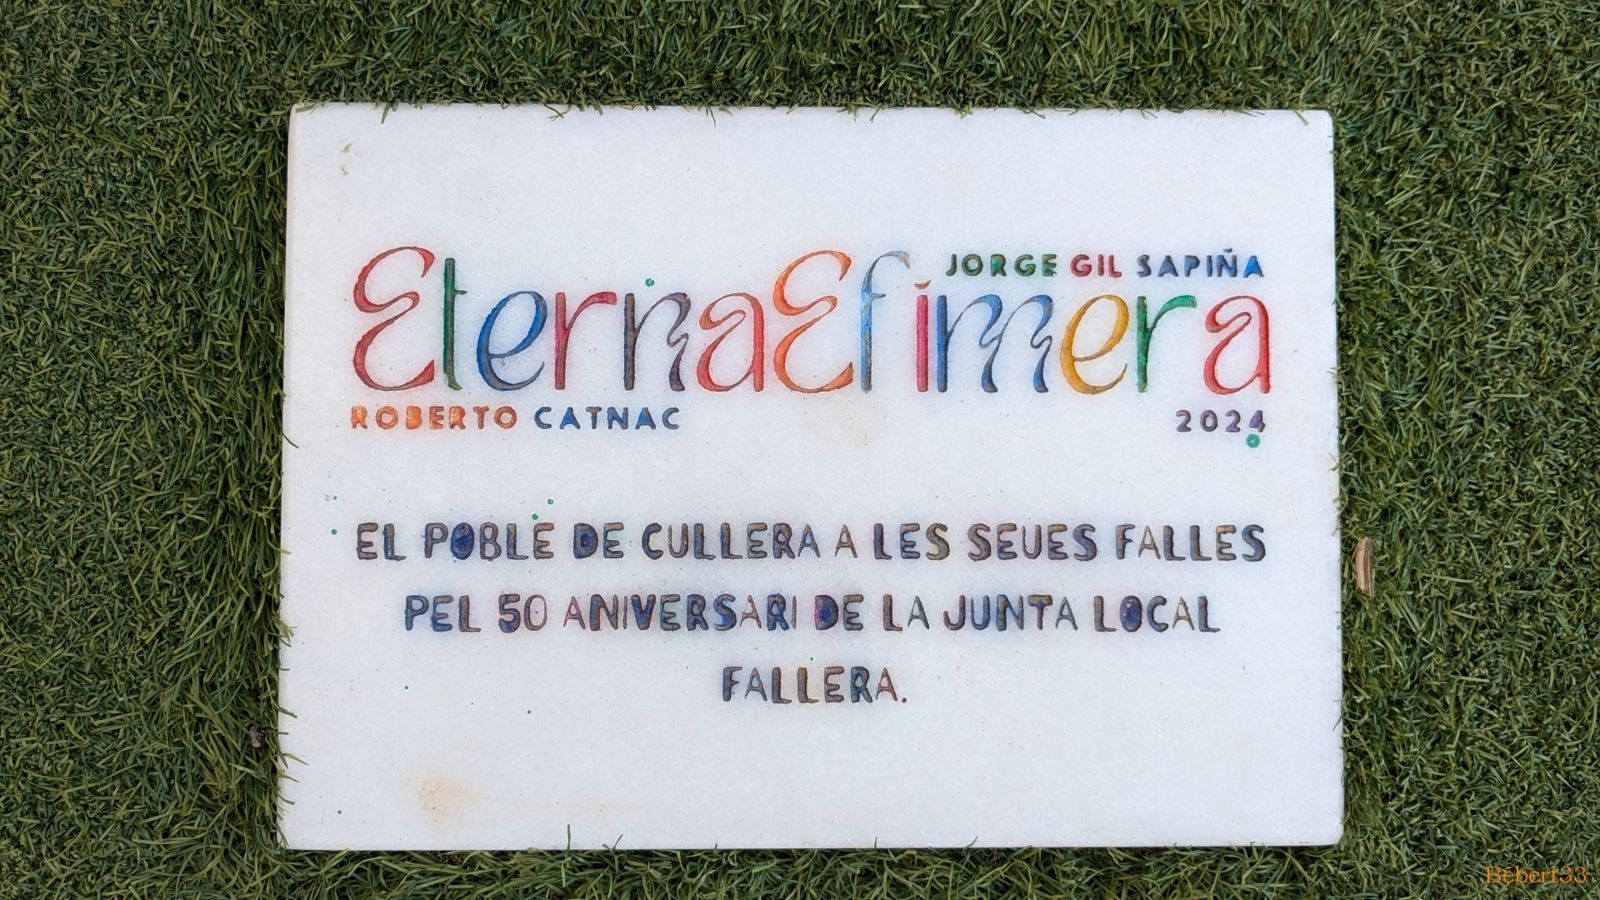 JORGE GIL SAPIÑA
EternaEfímera
ROBERTO CATNAC
2024
EL POBLE DE CULLERA A LES SEUES FALLES
PEL 50 ANIVERSARI DE LA JUNTA LOCAL
FALLERA.
Bébert33